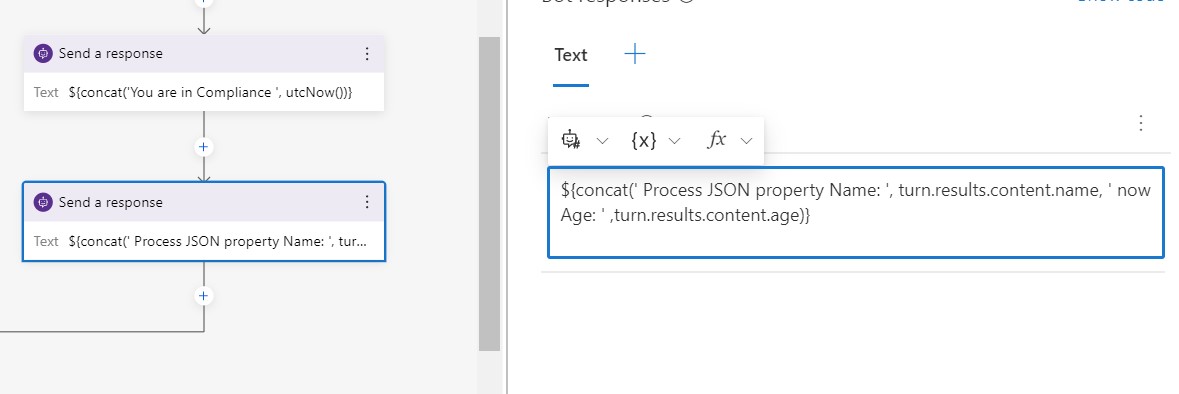 Bot responses
Show code
Send a response
Text ${concat('You are in Compliance ', utcNow())}
Send a response
Text ${concat(' Process JSON property Name: ', tur...
Text
{x}
fx
${concat(' Process JSON property Name: ', turn.results.content.name, ' now
Age: ' ,turn.results.content.age)}